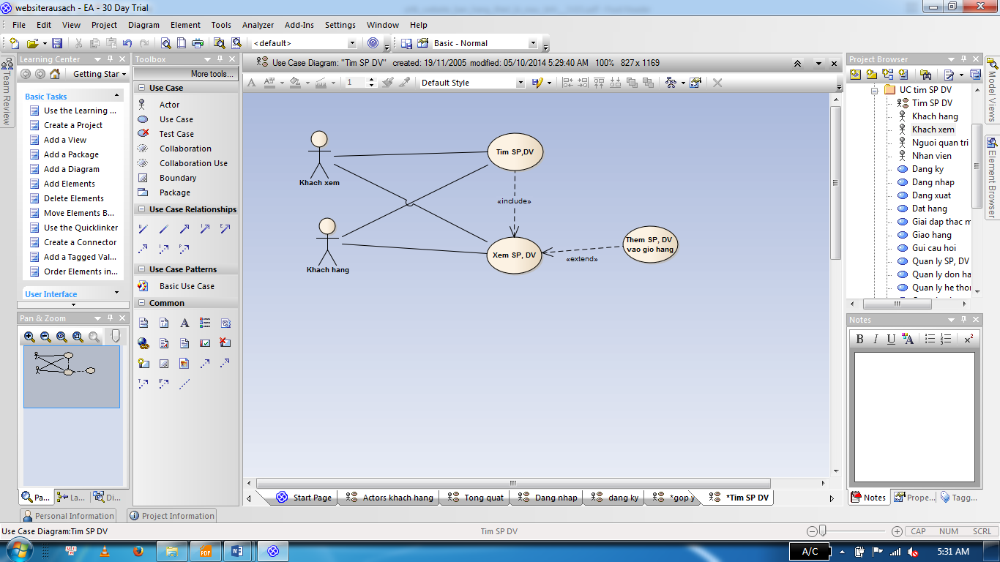 websiterausach - EA - 30 Day Trial
File Edit View Project Diagram Element Tools Analyzer Add-Ins Settings Window Help
<default>
Basic - Normal
Team Review
Learning Center
Getting Star
Basic Tasks
Use the Learning ...
Create a Project
Add a View
Add a Package
Add a Diagram
Add Elements
Delete Elements
Move Elements B...
Use the Quicklinker
Create a Connector
Add a Tagged Val...
Order Elements in...
User Interface
Pan & Zoom
Pa...
La...
Di...
Toolbox
More tools...
Use Case
Actor
Use Case
Test Case
Collaboration
Collaboration Use
Boundary
Package
Use Case Relationships
Use Case Patterns
Basic Use Case
Common
Use Case Diagram: "Tim SP DV" created: 19/11/2005 modified: 05/10/2014 5:29:40 AM 100% 827 x 1169
1
Default Style
Khach xem
Tim SP,DV
«include»
Khach hang
Xem SP, DV
«extend»
Them SP, DV
vao gio hang
Start Page
Actors khach hang
Tong quat
Dang nhap
dang ky
*gop y
*Tim SP DV
Project Browser
UC tim SP DV
Tim SP DV
Khach hang
Khach xem
Nguoi quan tri
Nhan vien
Dang ky
Dang nhap
Dang xuat
Dat hang
Giai dap thac m
Giao hang
Gui cau hoi
Quan ly SP, DV
Quan ly don ha
Quan ly he thon
Notes
B I U A x²
Notes
Prope...
Tagg...
Model Views
Element Browser
Personal Information
Project Information
Use Case Diagram:Tim SP DV
Tim SP DV
CAP NUM SCRL
PDF
A/C
5:31 AM